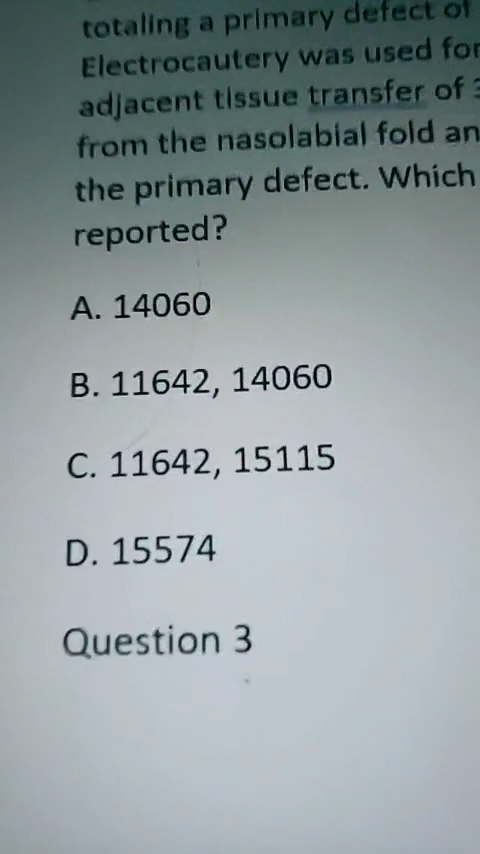 totaling a primary defect of
Electrocautery was used for
adjacent tissue transfer of 3
from the nasolabial fold an
the primary defect. Which
reported?
A. 14060
B. 11642, 14060
C. 11642, 15115
D. 15574
Question 3